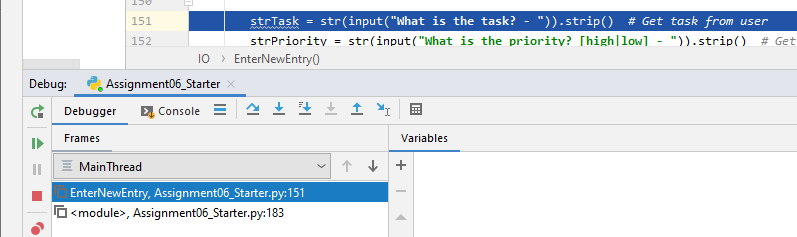 150
151 strTask = str(input("What is the task? - ")).strip() # Get task from user
152 strPriority = str(input("What is the priority? [high|low] - ")).strip() # Get
IO › EnterNewEntry()
Debug: Assignment06_Starter ×
Debugger Console
Frames Variables
MainThread
EnterNewEntry, Assignment06_Starter.py:151
<module>, Assignment06_Starter.py:183